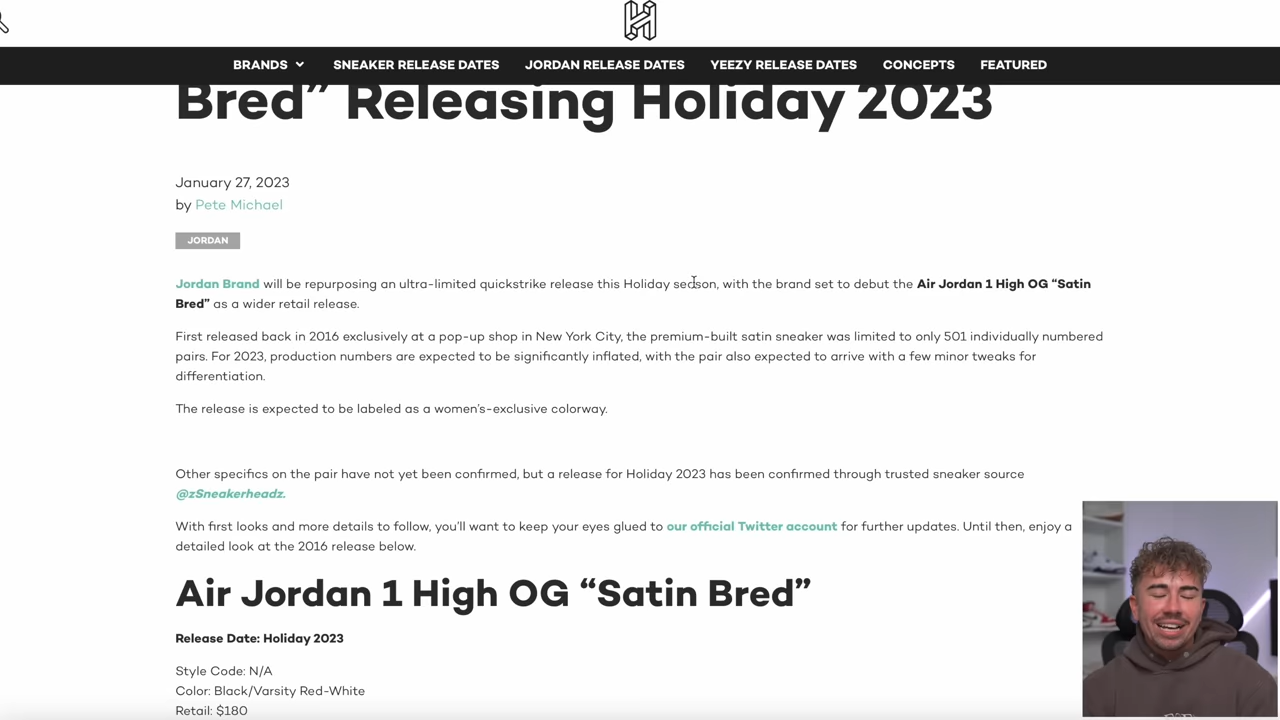 BRANDS
SNEAKER RELEASE DATES
JORDAN RELEASE DATES
YEEZY RELEASE DATES
CONCEPTS
FEATURED
Bred” Releasing Holiday 2023
January 27, 2023
by Pete Michael
JORDAN
Jordan Brand will be repurposing an ultra-limited quickstrike release this Holiday season, with the brand set to debut the Air Jordan 1 High OG “Satin
Bred” as a wider retail release.
First released back in 2016 exclusively at a pop-up shop in New York City, the premium-built satin sneaker was limited to only 501 individually numbered
pairs. For 2023, production numbers are expected to be significantly inflated, with the pair also expected to arrive with a few minor tweaks for
differentiation.
The release is expected to be labeled as a women’s-exclusive colorway.
Other specifics on the pair have not yet been confirmed, but a release for Holiday 2023 has been confirmed through trusted sneaker source
@zSneakerheadz.
With first looks and more details to follow, you’ll want to keep your eyes glued to our official Twitter account for further updates. Until then, enjoy a
detailed look at the 2016 release below.
Air Jordan 1 High OG “Satin Bred”
Release Date: Holiday 2023
Style Code: N/A
Color: Black/Varsity Red-White
Retail: $180